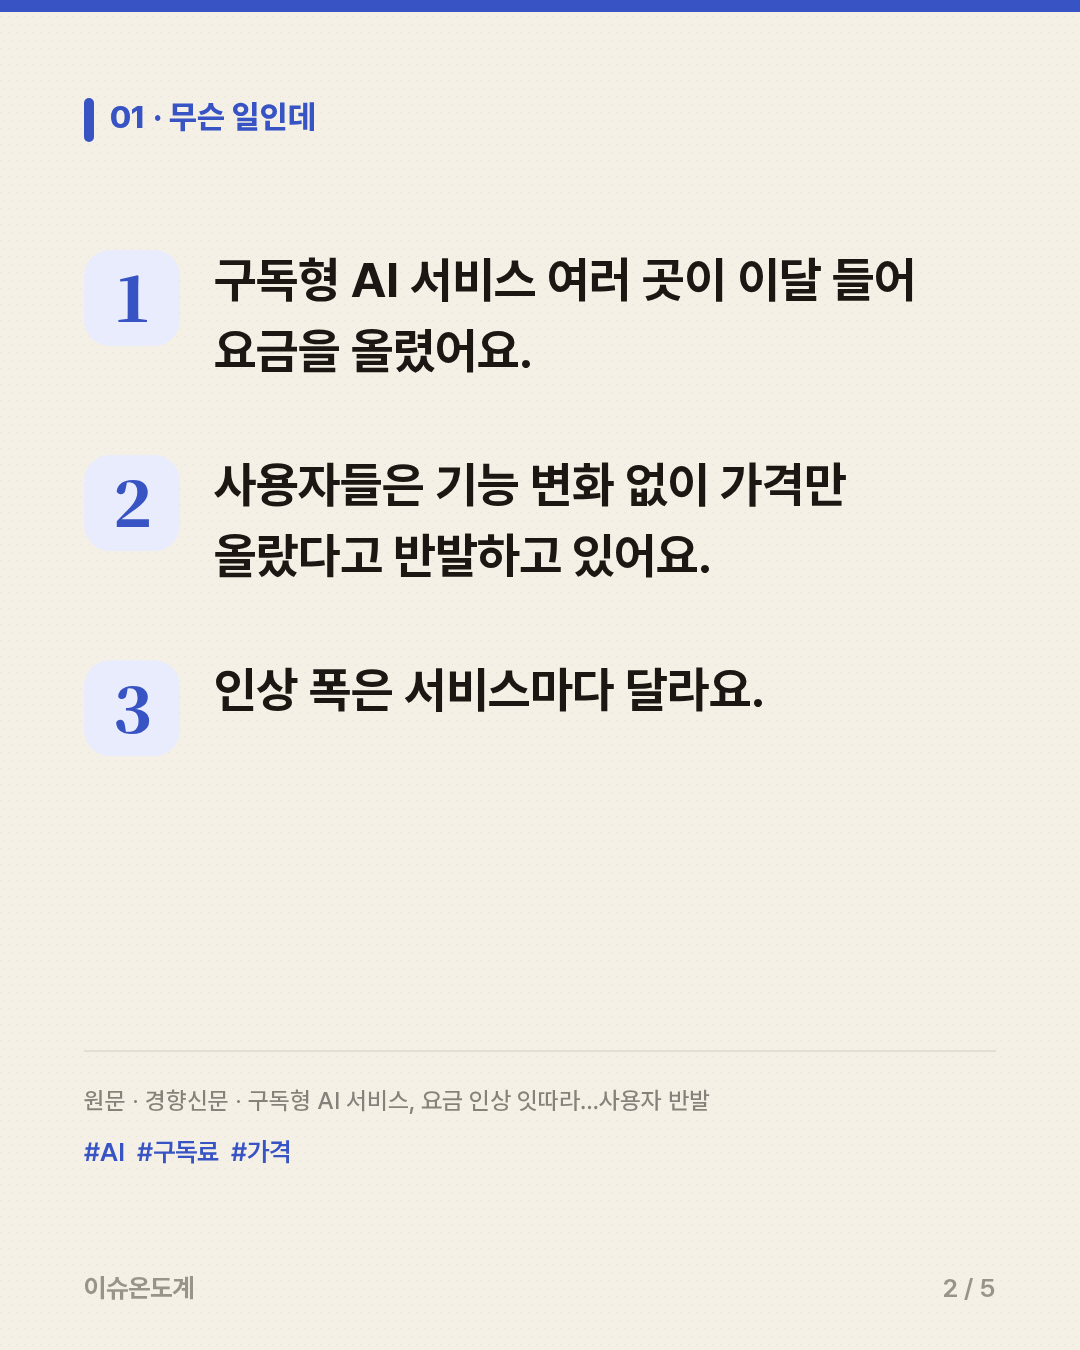 01 · 무슨 일인데
1
구독형 AI 서비스 여러 곳이 이달 들어
요금을 올렸어요.
2
사용자들은 기능 변화 없이 가격만
올랐다고 반발하고 있어요.
3
인상 폭은 서비스마다 달라요.
원문 · 경향신문 · 구독형 AI 서비스, 요금 인상 잇따라…사용자 반발
#AI #구독료 #가격
이슈온도계
2 / 5